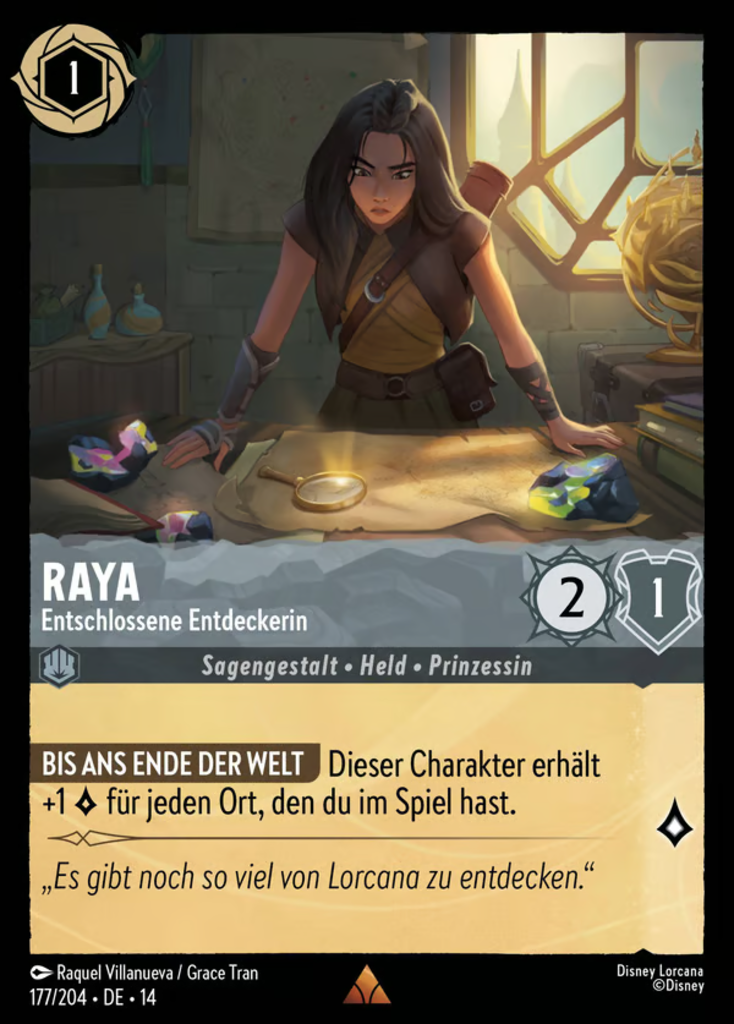 1
RAYA
Entschlossene Entdeckerin
2
1
Sagengestalt • Held • Prinzessin
BIS ANS ENDE DER WELT Dieser Charakter erhält
+1 für jeden Ort, den du im Spiel hast.
„Es gibt noch so viel von Lorcana zu entdecken.“
Raquel Villanueva / Grace Tran
177/204 • DE • 14
Disney Lorcana
©Disney